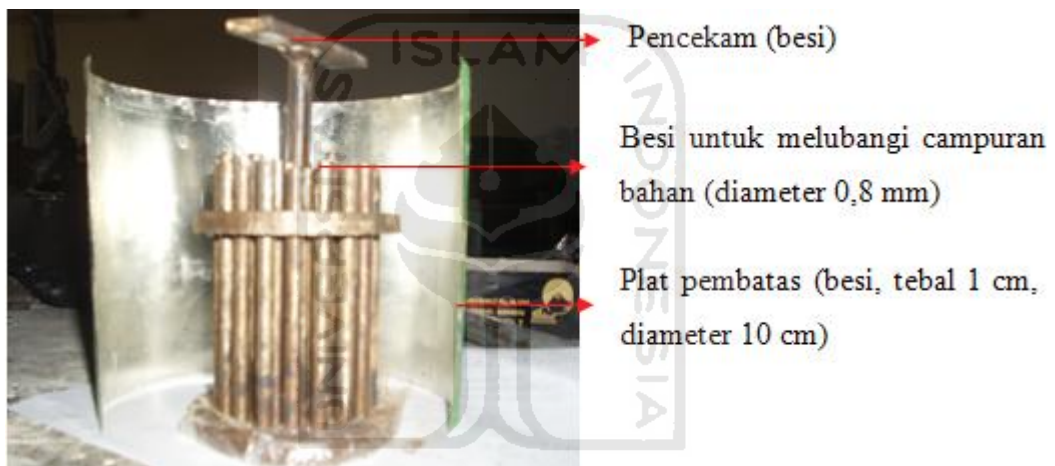 Pencekam (besi)
Besi untuk melubangi campuran
bahan (diameter 0,8 mm)
Plat pembatas (besi, tebal 1 cm,
diameter 10 cm)
ISLAM
INDONESIA